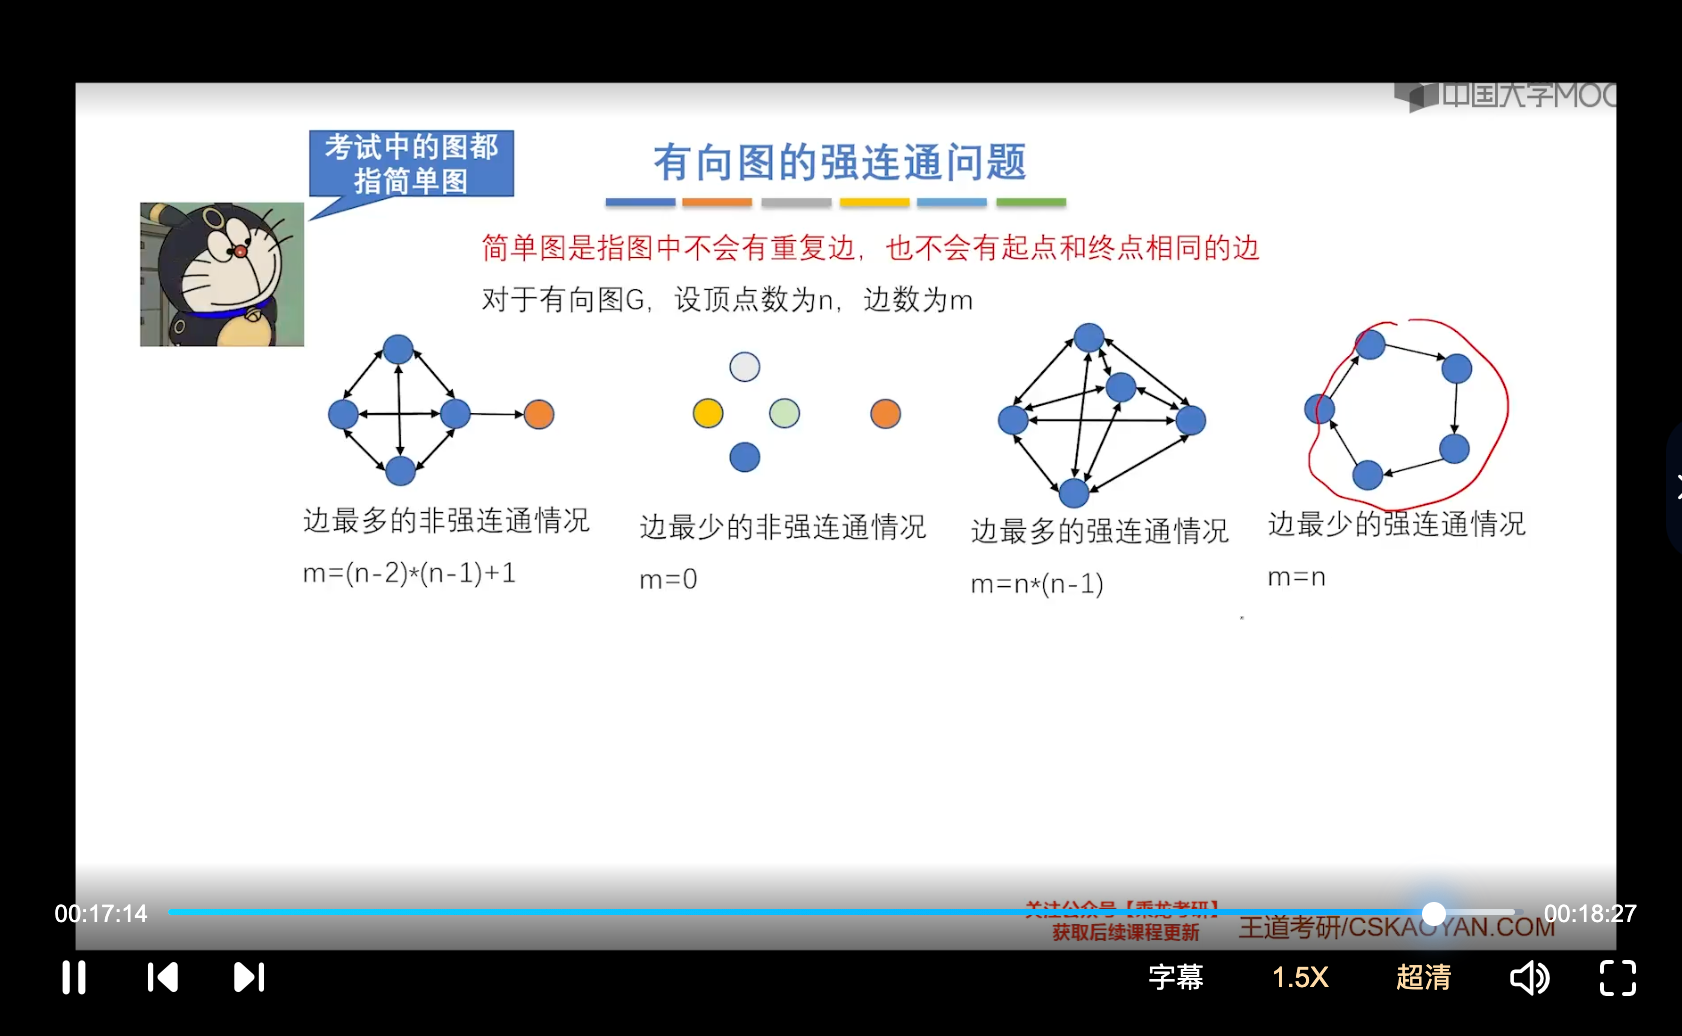 中国大学MOC
考试中的图都
指简单图
有向图的强连通问题
简单图是指图中不会有重复边，也不会有起点和终点相同的边
对于有向图G，设顶点数为n，边数为m
边最多的非强连通情况
m=(n-2)*(n-1)+1
边最少的非强连通情况
m=0
边最多的强连通情况
m=n*(n-1)
边最少的强连通情况
m=n
00:17:14
关注公众号【乘龙考研】
获取后续课程更新
王道考研/CSKAOYAN.COM
00:18:27
字幕
1.5X
超清